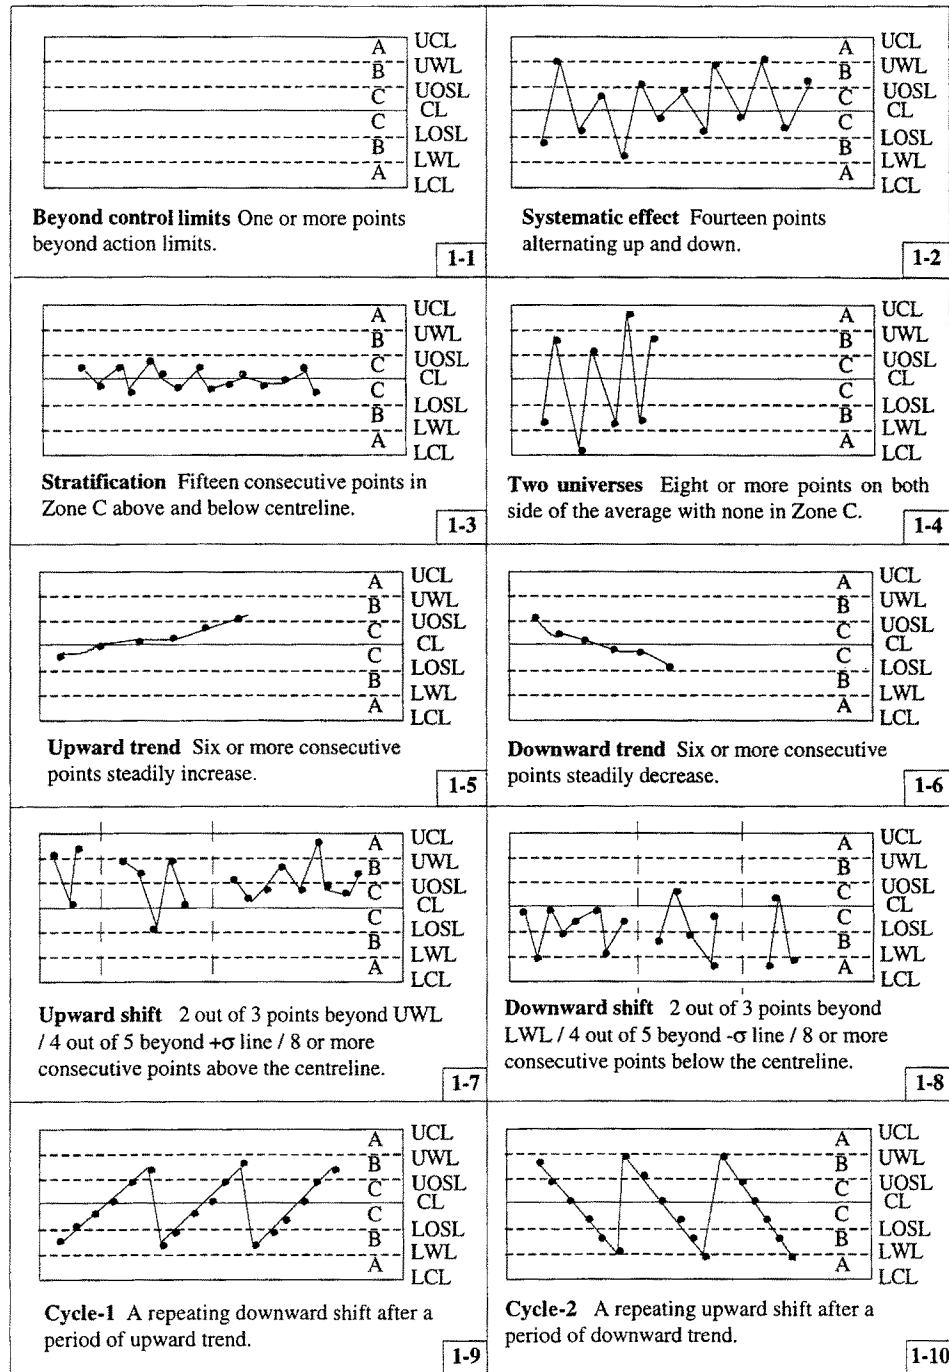 A UCL
B UWL
C UOSL
CL
C LOSL
B LWL
A LCL
Beyond control limits One or more points
beyond action limits.
1-1
A UCL
B UWL
C UOSL
CL
C LOSL
B LWL
A LCL
Systematic effect Fourteen points
alternating up and down.
1-2
A UCL
B UWL
C UOSL
CL
C LOSL
B LWL
A LCL
Stratification Fifteen consecutive points in
Zone C above and below centreline.
1-3
A UCL
B UWL
C UOSL
CL
C LOSL
B LWL
A LCL
Two universes Eight or more points on both
side of the average with none in Zone C.
1-4
A UCL
B UWL
C UOSL
CL
C LOSL
B LWL
A LCL
Upward trend Six or more consecutive
points steadily increase.
1-5
A UCL
B UWL
C UOSL
CL
C LOSL
B LWL
A LCL
Downward trend Six or more consecutive
points steadily decrease.
1-6
A UCL
B UWL
C UOSL
CL
C LOSL
B LWL
A LCL
Upward shift 2 out of 3 points beyond UWL
/ 4 out of 5 beyond +σ line / 8 or more
consecutive points above the centreline.
1-7
A UCL
B UWL
C UOSL
CL
C LOSL
B LWL
A LCL
Downward shift 2 out of 3 points beyond
LWL / 4 out of 5 beyond -σ line / 8 or more
consecutive points below the centreline.
1-8
A UCL
B UWL
C UOSL
CL
C LOSL
B LWL
A LCL
Cycle-1 A repeating downward shift after a
period of upward trend.
1-9
A UCL
B UWL
C UOSL
CL
C LOSL
B LWL
A LCL
Cycle-2 A repeating upward shift after a
period of downward trend.
1-10